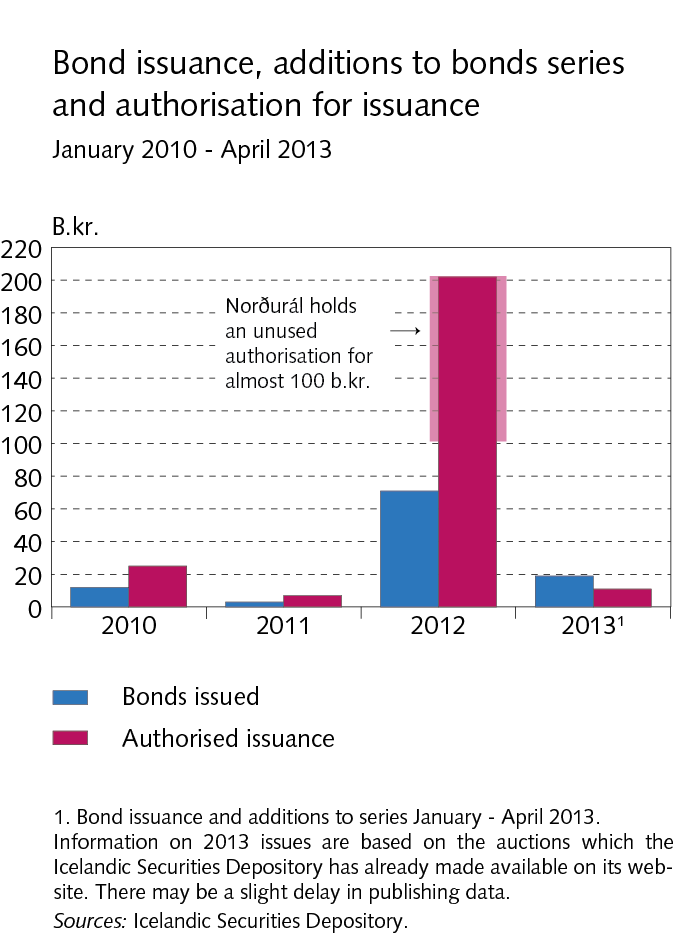 Bond issuance, additions to bonds series
and authorisation for issuance
January 2010 - April 2013
B.kr.
220
200
180
160
140
120
100
80
60
40
20
0
Norðurál holds
an unused
authorisation for
almost 100 b.kr.
2010
2011
2012
2013¹
Bonds issued
Authorised issuance
1. Bond issuance and additions to series January - April 2013.
Information on 2013 issues are based on the auctions which the
Icelandic Securities Depository has already made available on its web-
site. There may be a slight delay in publishing data.
Sources: Icelandic Securities Depository.